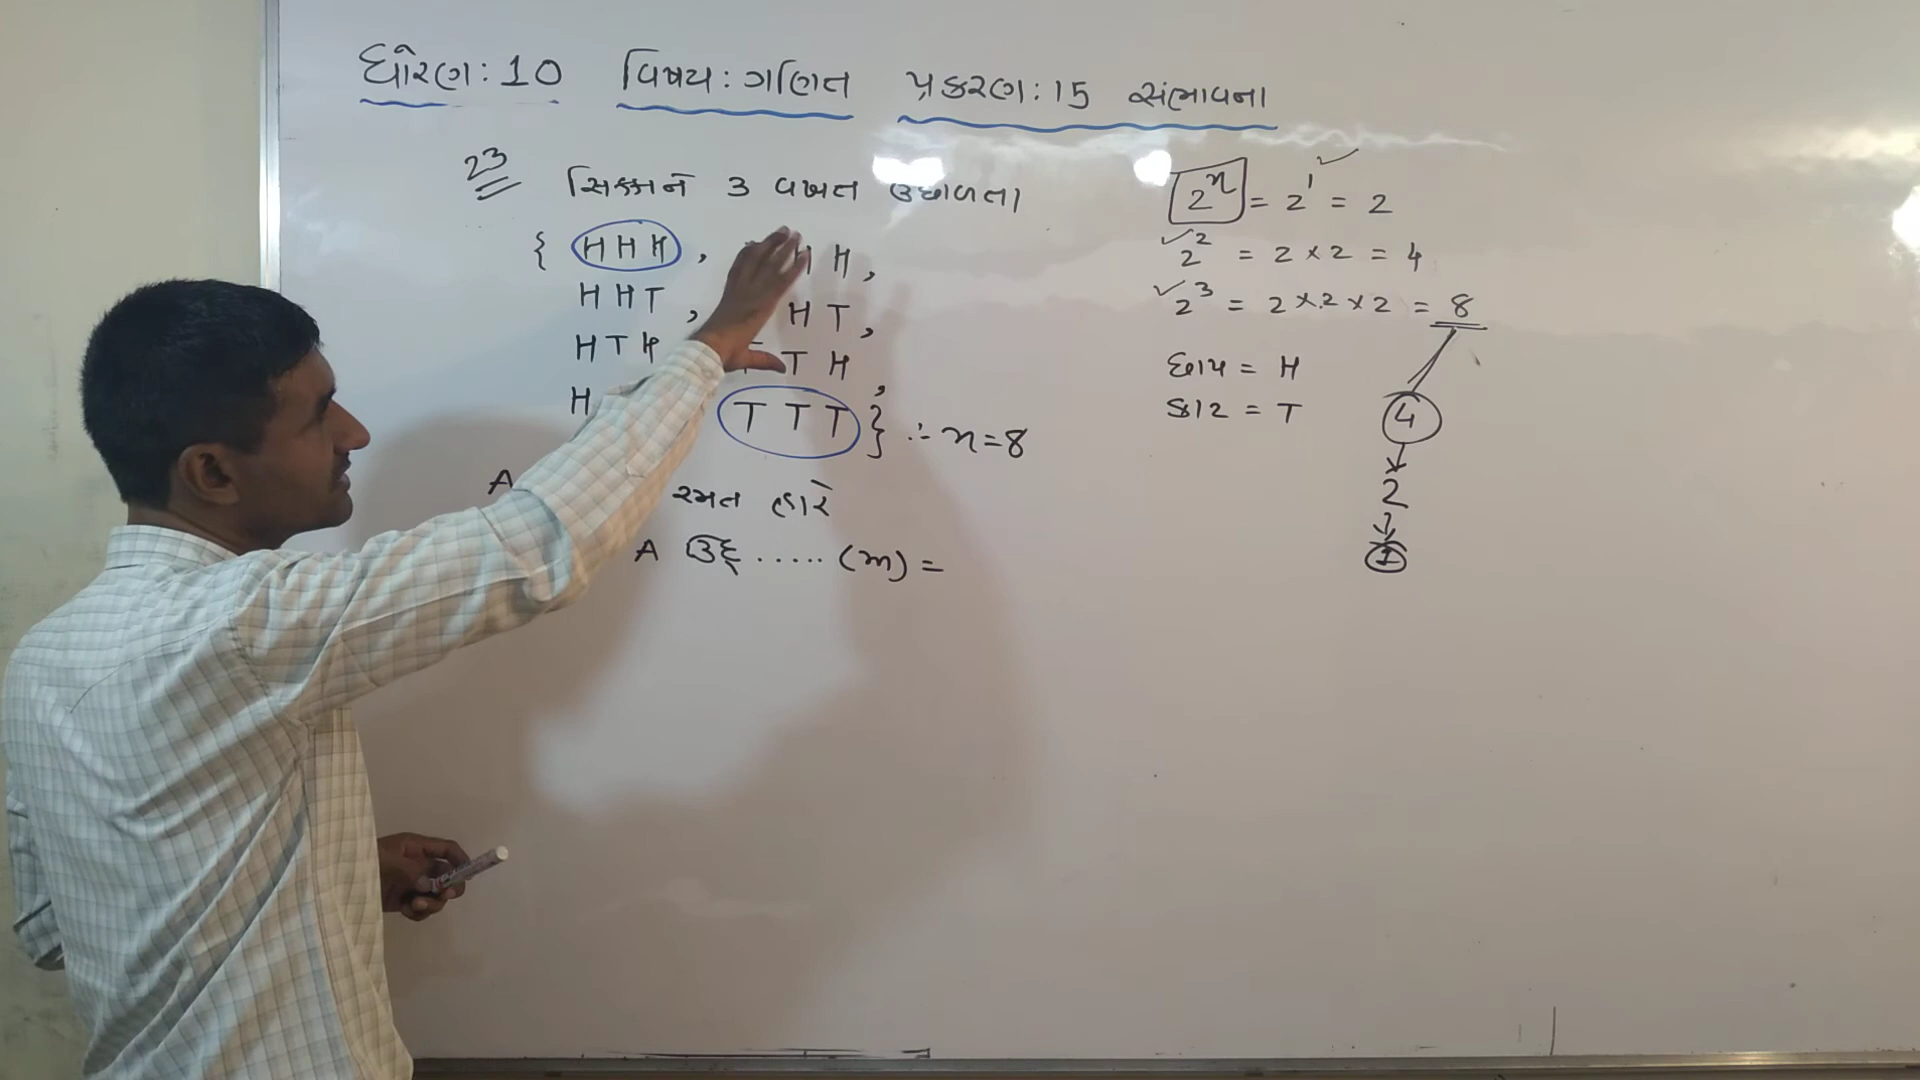 ધોરણ: 10 વિષય: ગણિત પ્રકરણ: 15 સંભાવના
23 સિક્કાને 3 વખત ઉછાળતા
{ HHH, H H,
HHT, HT,
HTH TH,
H TTT} ∴ n=8
A રમત હારે
A ઉદ્ ..... (m) =
2ⁿ = 2¹ = 2
2² = 2 × 2 = 4
2³ = 2 × 2 × 2 = 8
છાપ = H
કાટ = T
4
2
1